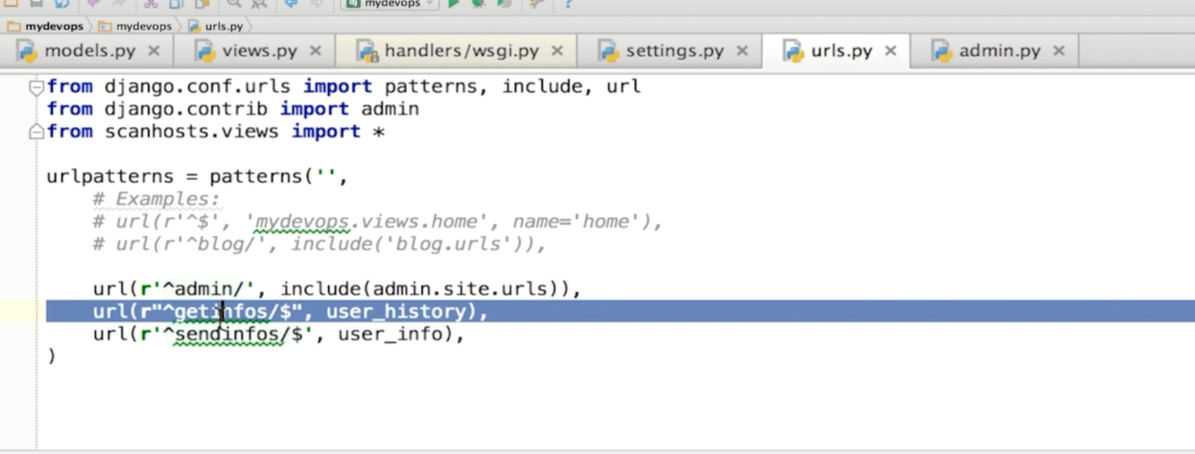 mydevops
mydevops mydevops urls.py
models.py views.py handlers/wsgi.py settings.py urls.py admin.py
from django.conf.urls import patterns, include, url
from django.contrib import admin
from scanhosts.views import *
urlpatterns = patterns('',
# Examples:
# url(r'^$', 'mydevops.views.home', name='home'),
# url(r'^blog/', include('blog.urls')),
url(r'^admin/', include(admin.site.urls)),
url(r"^getinfos/$", user_history),
url(r'^sendinfos/$', user_info),
)